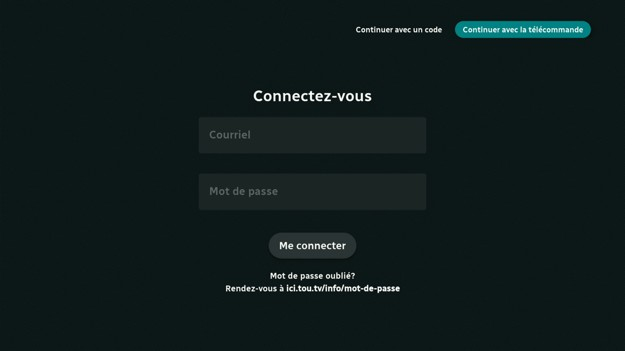 Continuer avec un code
Continuer avec la télécommande
Connectez-vous
Courriel
Mot de passe
Me connecter
Mot de passe oublié?
Rendez-vous à ici.tou.tv/info/mot-de-passe